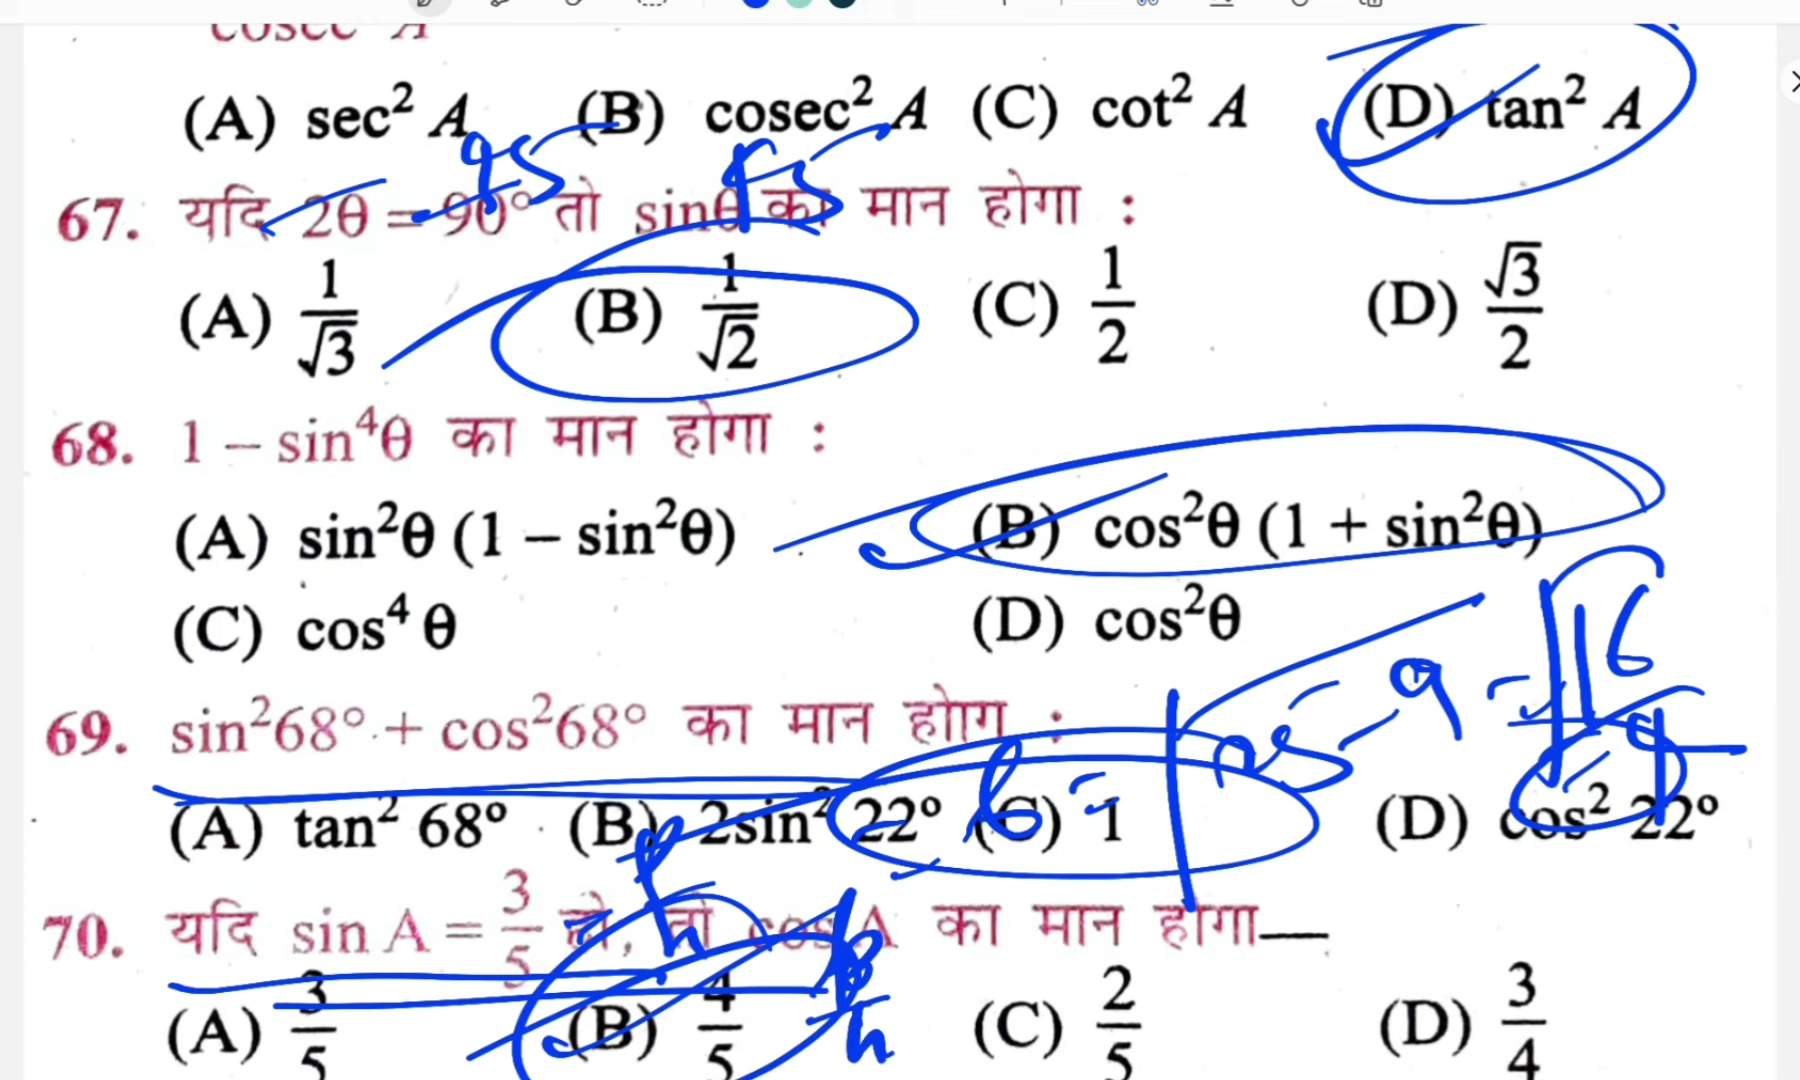 cosec A
(A) sec² A (B) cosec² A (C) cot² A (D) tan² A
67. यदि 2θ = 90° तो sinθ का मान होगा :
45 45
(A) 1/√3 (B) 1/√2 (C) 1/2 (D) √3/2
68. 1 – sin⁴θ का मान होगा :
(A) sin²θ (1 – sin²θ) (B) cos²θ (1 + sin²θ)
(C) cos⁴ θ (D) cos²θ
69. sin²68° + cos²68° का मान होगा :
(A) tan² 68° (B) 2sin² 22° (C) 1 (D) cos² 22°
70. यदि sin A = 3/5 हो, तो cos A का मान होगा—
(A) 3/5 (B) 4/5 (C) 2/5 (D) 3/4